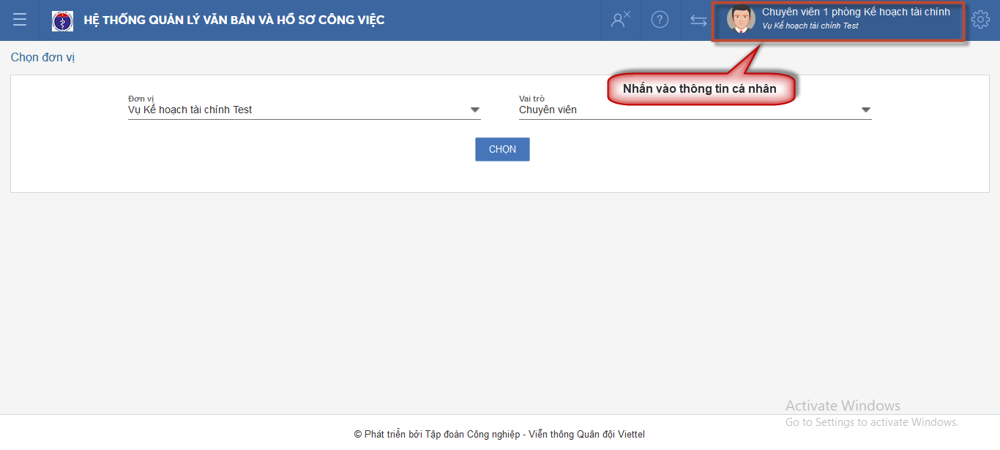 HỆ THỐNG QUẢN LÝ VĂN BẢN VÀ HỒ SƠ CÔNG VIỆC
Chuyên viên 1 phòng Kế hoạch tài chính
Vụ Kế hoạch tài chính Test
Chọn đơn vị
Nhấn vào thông tin cá nhân
Đơn vị
Vụ Kế hoạch tài chính Test
Vai trò
Chuyên viên
CHỌN
Activate Windows
Go to Settings to activate Windows.
© Phát triển bởi Tập đoàn Công nghiệp - Viễn thông Quân đội Viettel